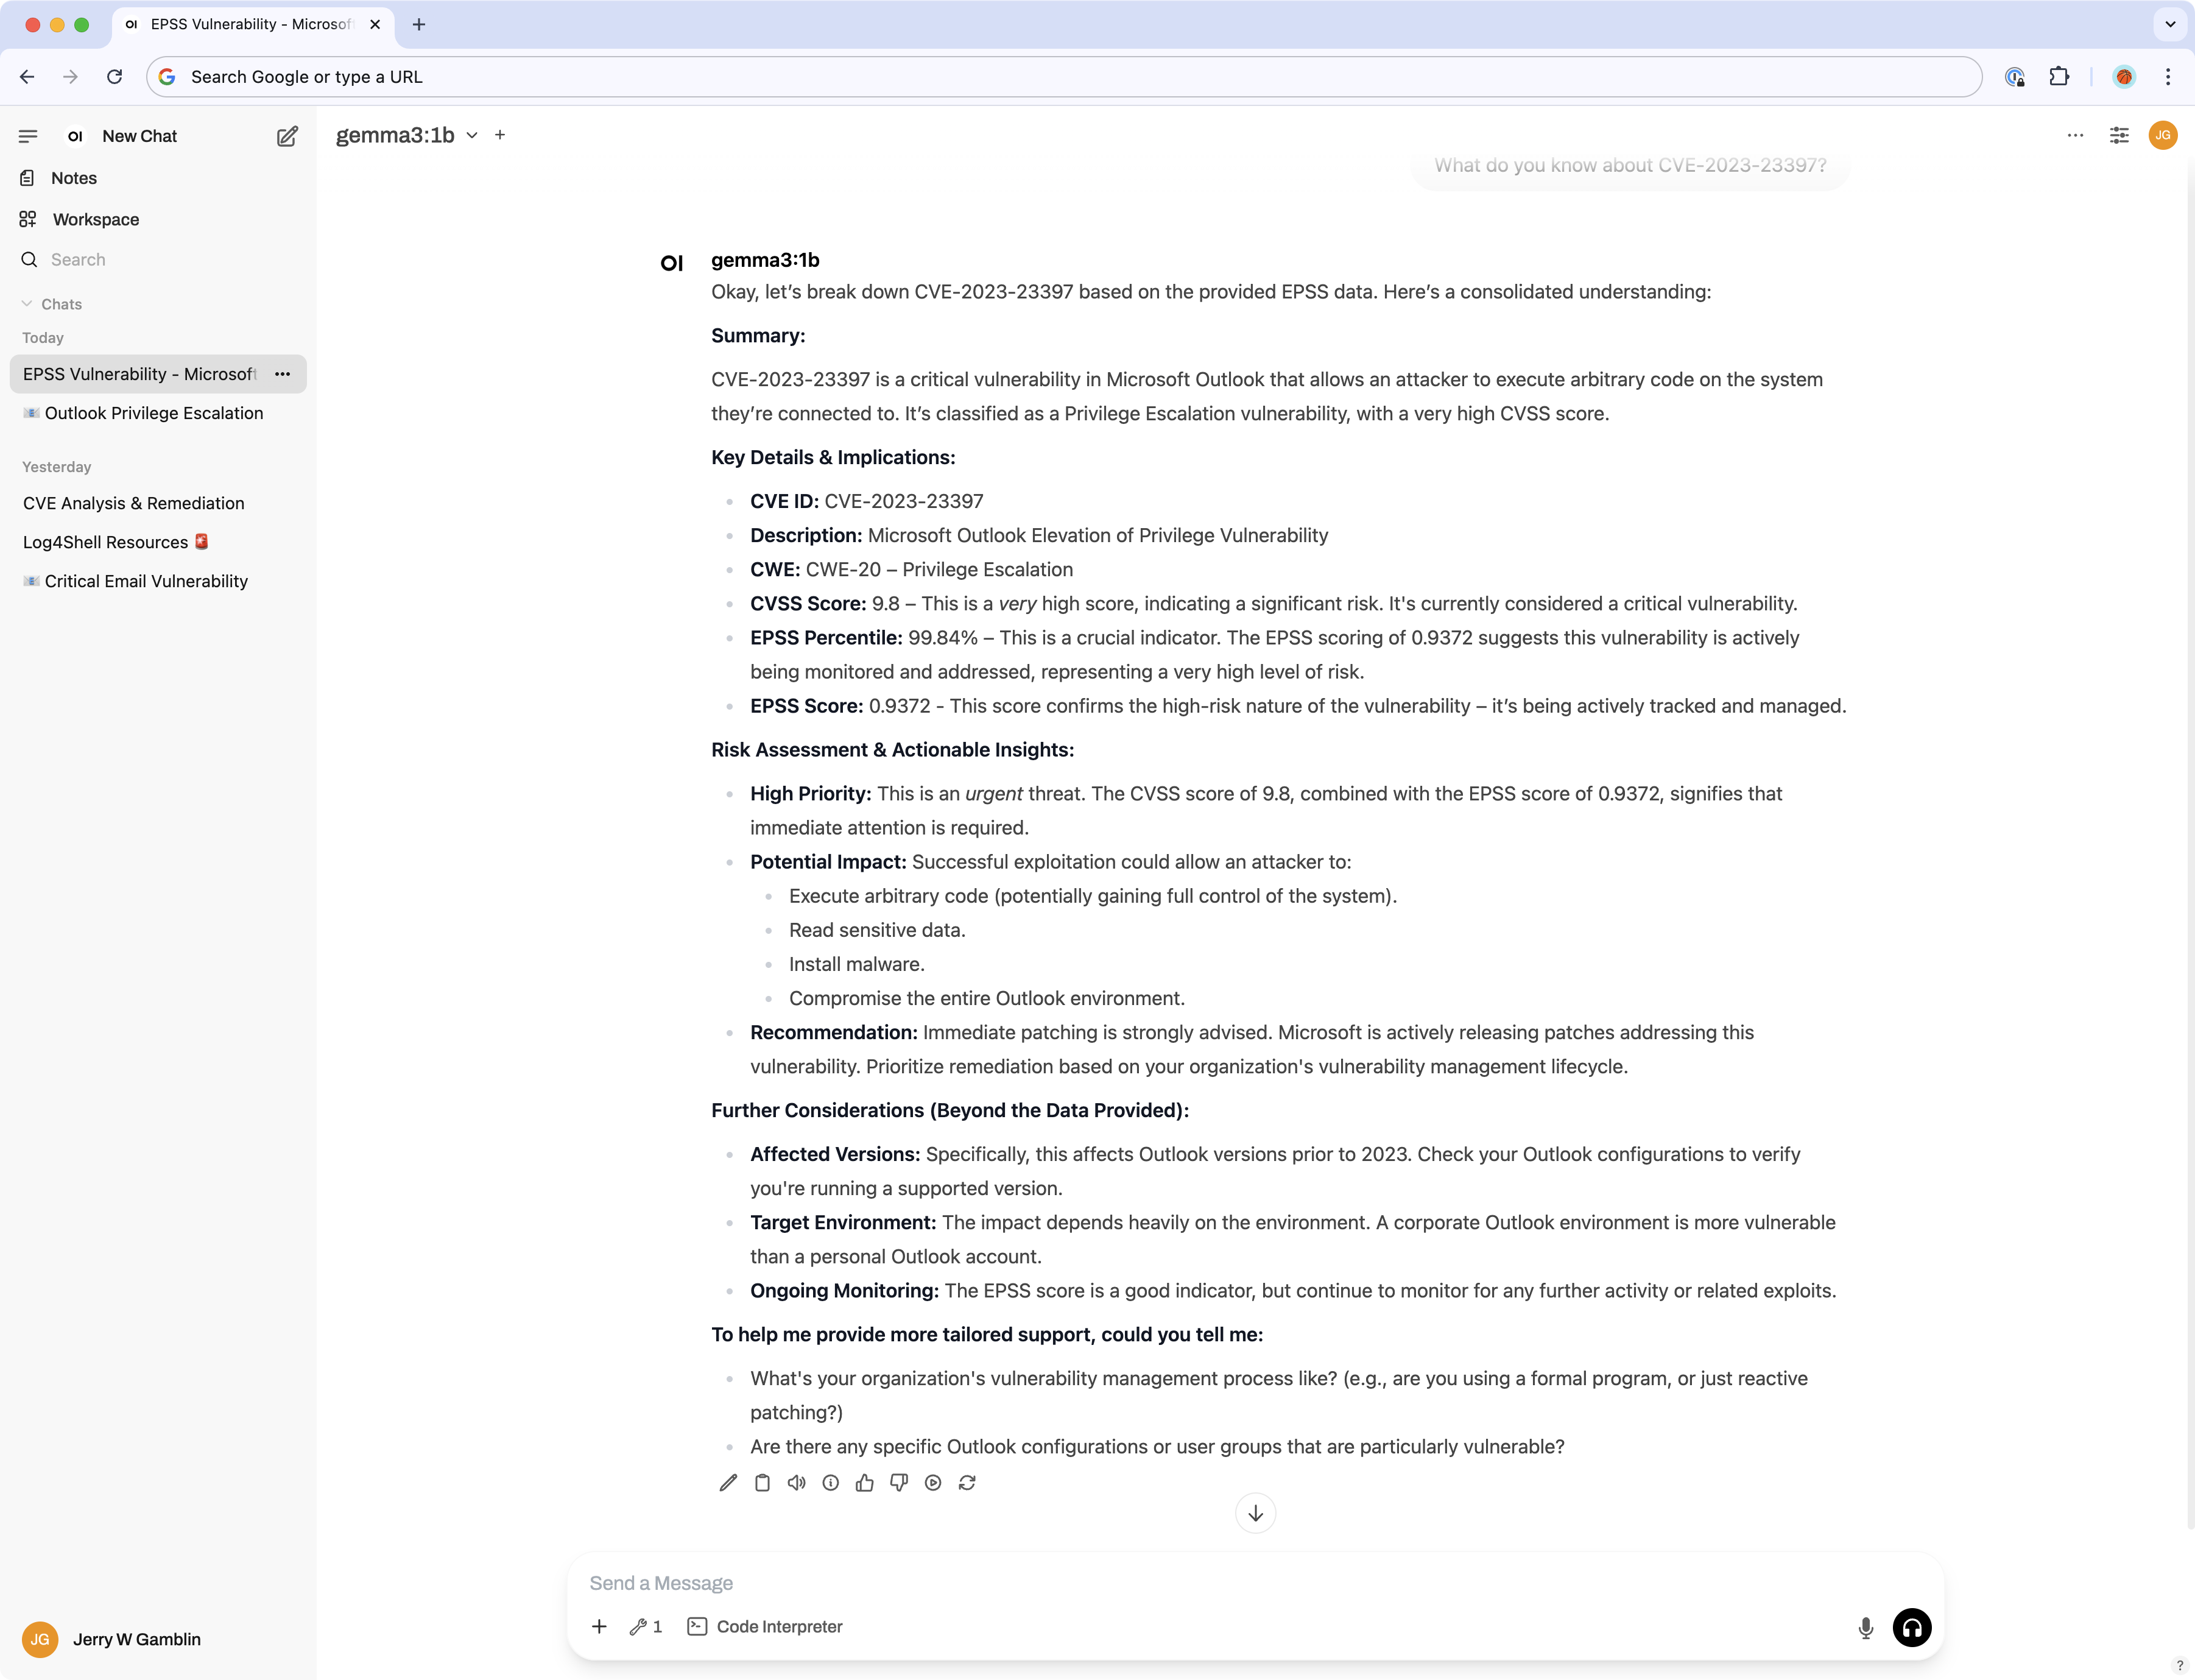 OI EPSS Vulnerability - Microsof
Search Google or type a URL
OI New Chat
Notes
Workspace
Search
Chats
Today
EPSS Vulnerability - Microsoft
Outlook Privilege Escalation
Yesterday
CVE Analysis & Remediation
Log4Shell Resources
Critical Email Vulnerability
JG Jerry W Gamblin
gemma3:1b
JG
What do you know about CVE-2023-23397?
OI gemma3:1b
Okay, let’s break down CVE-2023-23397 based on the provided EPSS data. Here’s a consolidated understanding:
Summary:
CVE-2023-23397 is a critical vulnerability in Microsoft Outlook that allows an attacker to execute arbitrary code on the system
they’re connected to. It’s classified as a Privilege Escalation vulnerability, with a very high CVSS score.
Key Details & Implications:
CVE ID: CVE-2023-23397
Description: Microsoft Outlook Elevation of Privilege Vulnerability
CWE: CWE-20 – Privilege Escalation
CVSS Score: 9.8 – This is a very high score, indicating a significant risk. It's currently considered a critical vulnerability.
EPSS Percentile: 99.84% – This is a crucial indicator. The EPSS scoring of 0.9372 suggests this vulnerability is actively
being monitored and addressed, representing a very high level of risk.
EPSS Score: 0.9372 - This score confirms the high-risk nature of the vulnerability – it’s being actively tracked and managed.
Risk Assessment & Actionable Insights:
High Priority: This is an urgent threat. The CVSS score of 9.8, combined with the EPSS score of 0.9372, signifies that
immediate attention is required.
Potential Impact: Successful exploitation could allow an attacker to:
Execute arbitrary code (potentially gaining full control of the system).
Read sensitive data.
Install malware.
Compromise the entire Outlook environment.
Recommendation: Immediate patching is strongly advised. Microsoft is actively releasing patches addressing this
vulnerability. Prioritize remediation based on your organization's vulnerability management lifecycle.
Further Considerations (Beyond the Data Provided):
Affected Versions: Specifically, this affects Outlook versions prior to 2023. Check your Outlook configurations to verify
you're running a supported version.
Target Environment: The impact depends heavily on the environment. A corporate Outlook environment is more vulnerable
than a personal Outlook account.
Ongoing Monitoring: The EPSS score is a good indicator, but continue to monitor for any further activity or related exploits.
To help me provide more tailored support, could you tell me:
What's your organization's vulnerability management process like? (e.g., are you using a formal program, or just reactive
patching?)
Are there any specific Outlook configurations or user groups that are particularly vulnerable?
Send a Message
1 Code Interpreter
?